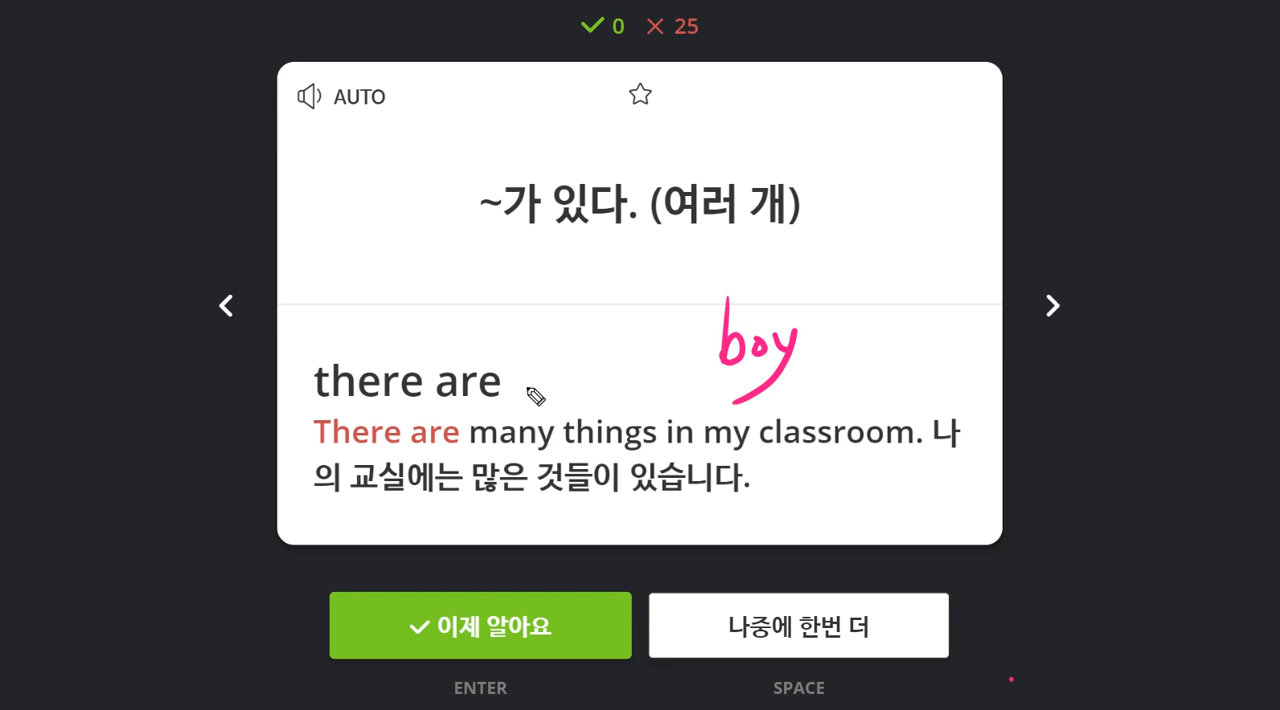 0 25
AUTO
~가 있다. (여러 개)
boy
there are
There are many things in my classroom. 나
의 교실에는 많은 것들이 있습니다.
이제 알아요 나중에 한번 더
ENTER SPACE